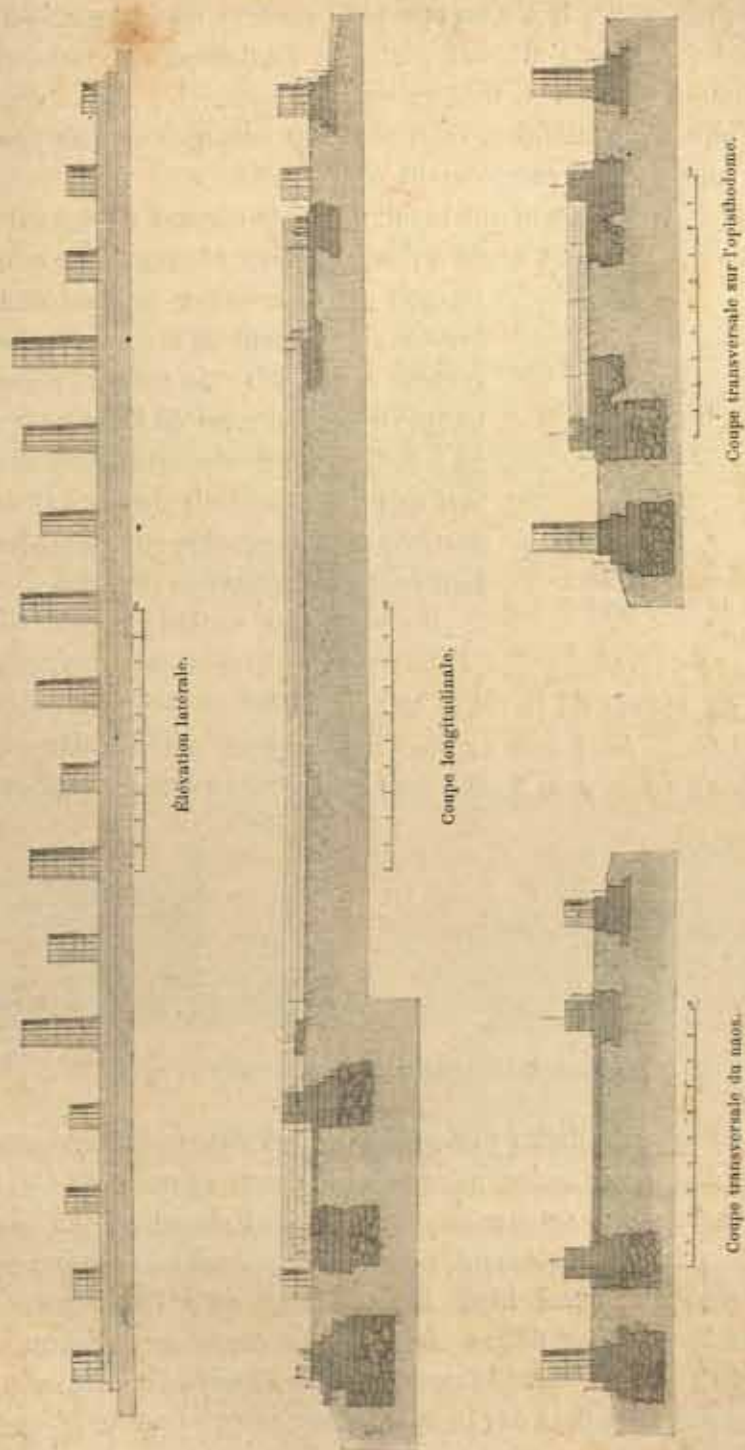 Élévation latérale.
Coupe longitudinale.
Coupe transversale du naos.
Coupe transversale sur l'opisthodome.